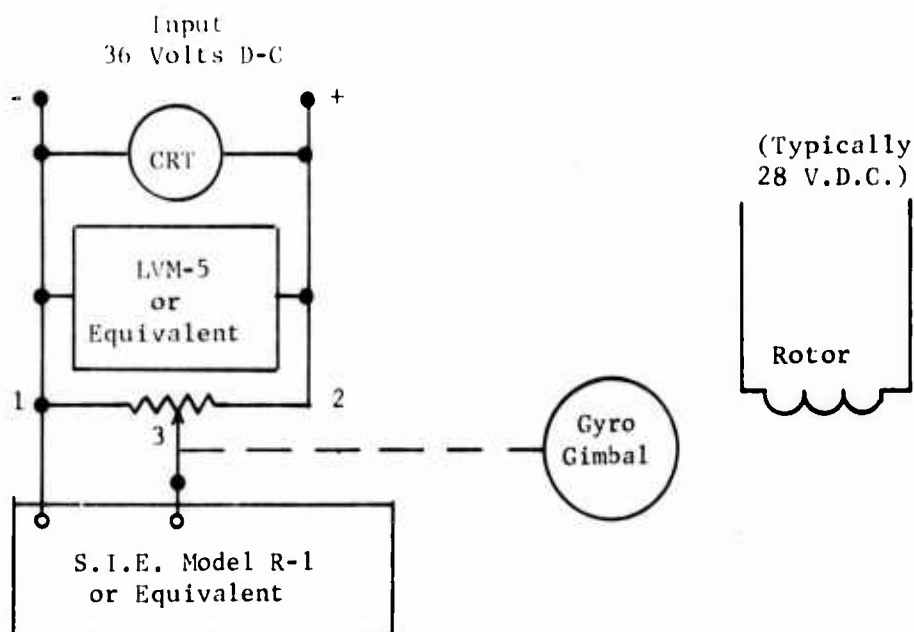 Input
36 Volts D-C
- +
CRT
(Typically
28 V.D.C.)
LVM-5
or
Equivalent
Rotor
1 2
3
Gyro
Gimbal
S.I.E. Model R-1
or Equivalent